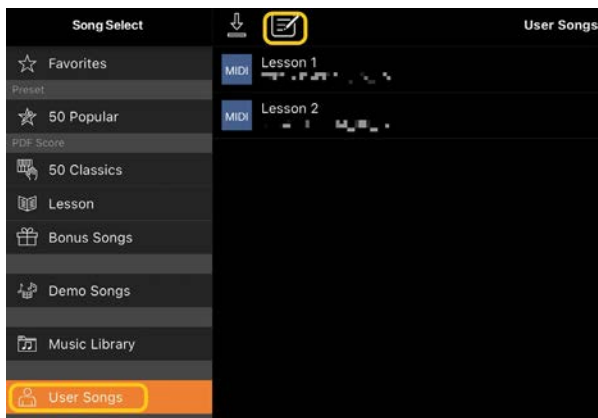 Song Select
Favorites
Preset
50 Popular
PDF Score
50 Classics
Lesson
Bonus Songs
Demo Songs
Music Library
User Songs
User Songs
MIDI
Lesson 1
MIDI
Lesson 2